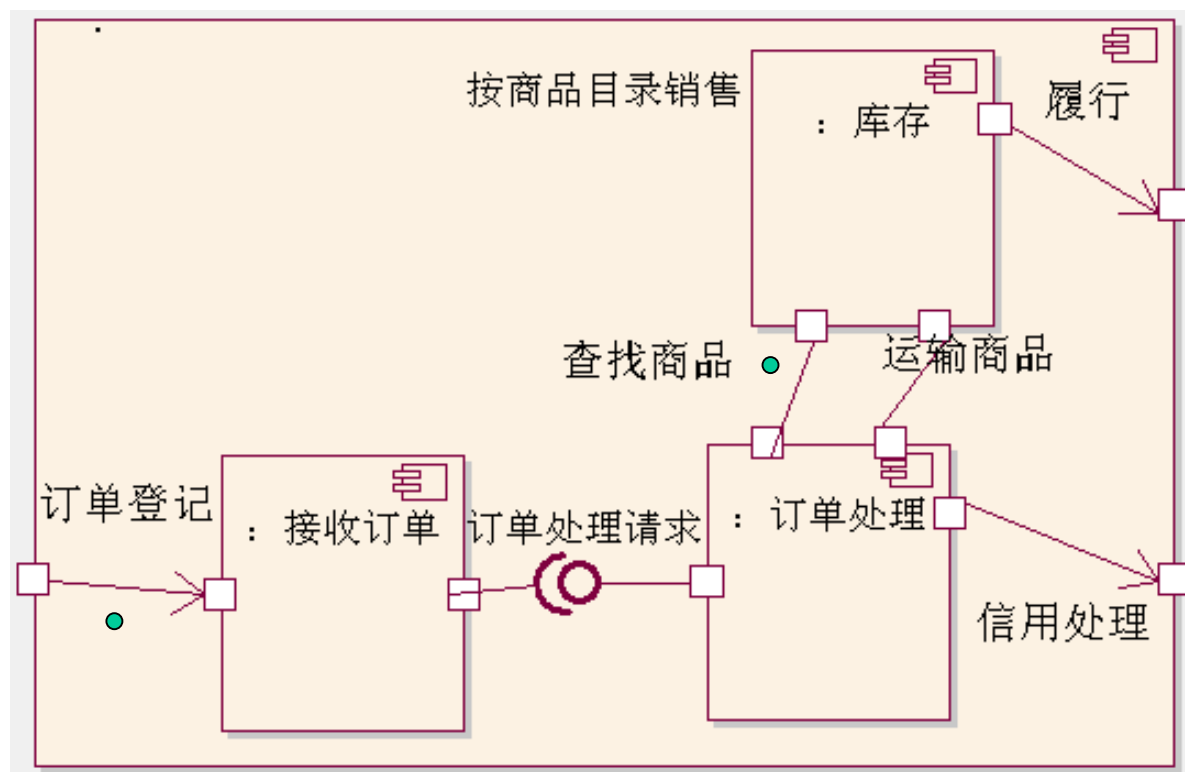 按商品目录销售
履行
： 库存
查找商品
运输商品
订单登记
： 接收订单
订单处理请求
： 订单处理
信用处理